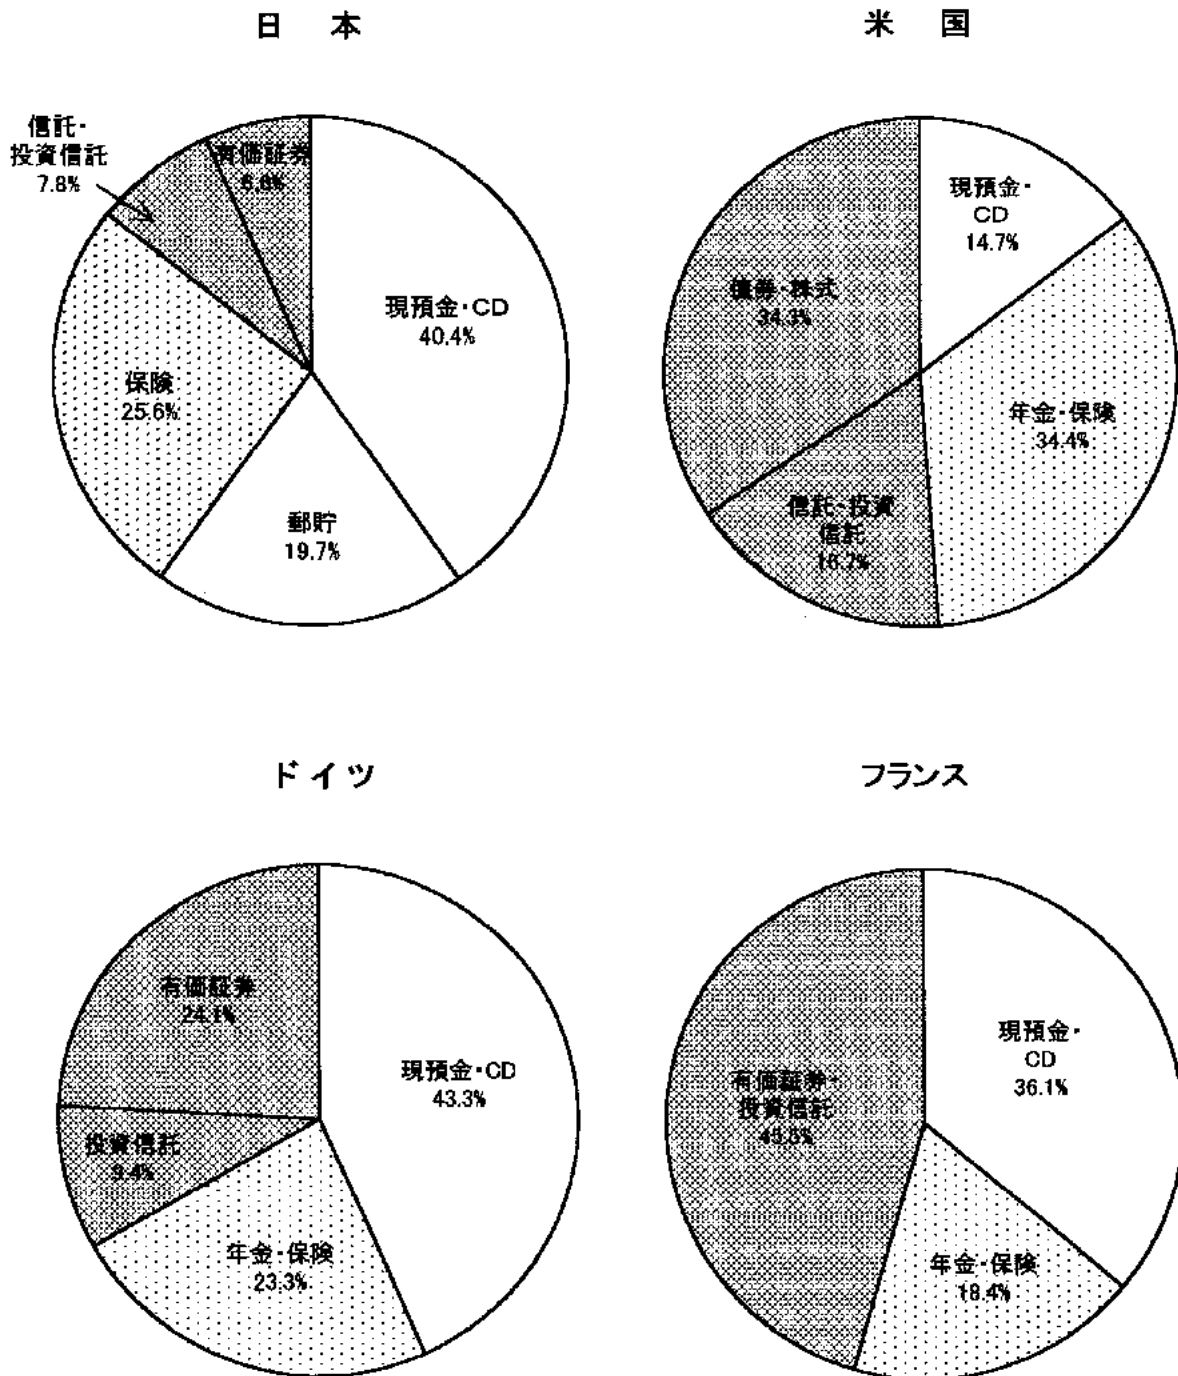 日 本
米 国
信託・
投資信託
7.8%
有価証券
6.6%
現預金・CD
40.4%
保険
25.6%
郵貯
19.7%
現預金・
CD
14.7%
債券・株式
34.3%
年金・保険
34.4%
信託・投資
信託
16.7%
ドイツ
フランス
有価証券
24.1%
現預金・CD
43.3%
投資信託
9.4%
年金・保険
23.3%
現預金・
CD
36.1%
有価証券・
投資信託
45.5%
年金・保険
18.4%